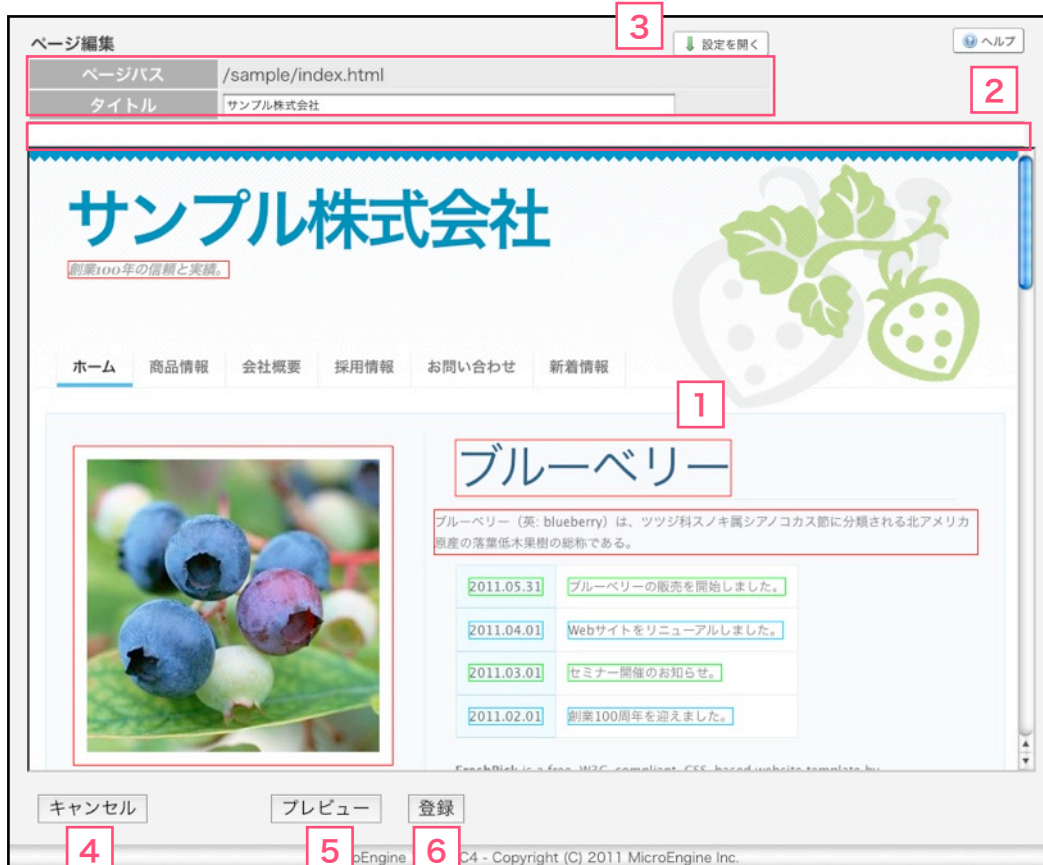 3
ページ編集
設定を開く
ヘルプ
ページパス /sample/index.html
2
タイトル サンプル株式会社
サンプル株式会社
創業100年の信頼と実績。
ホーム 商品情報 会社概要 採用情報 お問い合わせ 新着情報
1
ブルーベリー
ブルーベリー（英: blueberry）は、ツツジ科スノキ属シアノコカス節に分類される北アメリカ
原産の落葉低木果樹の総称である。
2011.05.31 ブルーベリーの販売を開始しました。
2011.04.01 Webサイトをリニューアルしました。
2011.03.01 セミナー開催のお知らせ。
2011.02.01 創業100周年を迎えました。
FreshPick is a free, W3C-compliant, CSS-based website template by
キャンセル プレビュー 登録
4 5 6
C4 - Copyright (C) 2011 MicroEngine Inc.